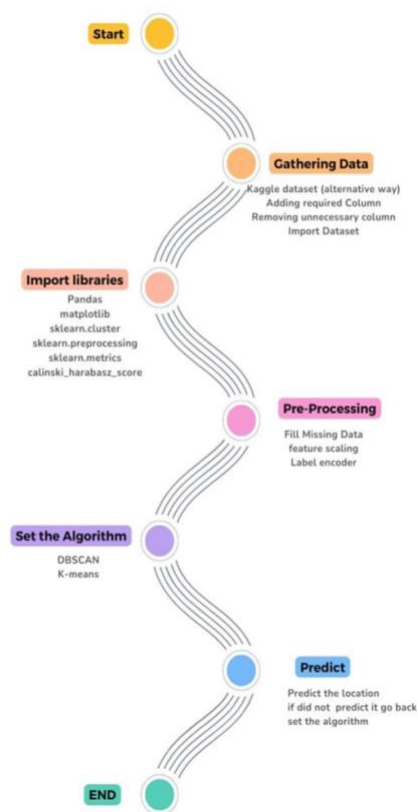 Start
Gathering Data
Kaggle dataset (alternative way)
Adding required Column
Removing unnecessary column
Import Dataset
Import libraries
Pandas
matplotlib
sklearn.cluster
sklearn.preprocessing
sklearn.metrics
calinski_harabasz_score
Pre-Processing
Fill Missing Data
feature scaling
Label encoder
Set the Algorithm
DBSCAN
K-means
Predict
Predict the location
if did not predict it go back
set the algorithm
END